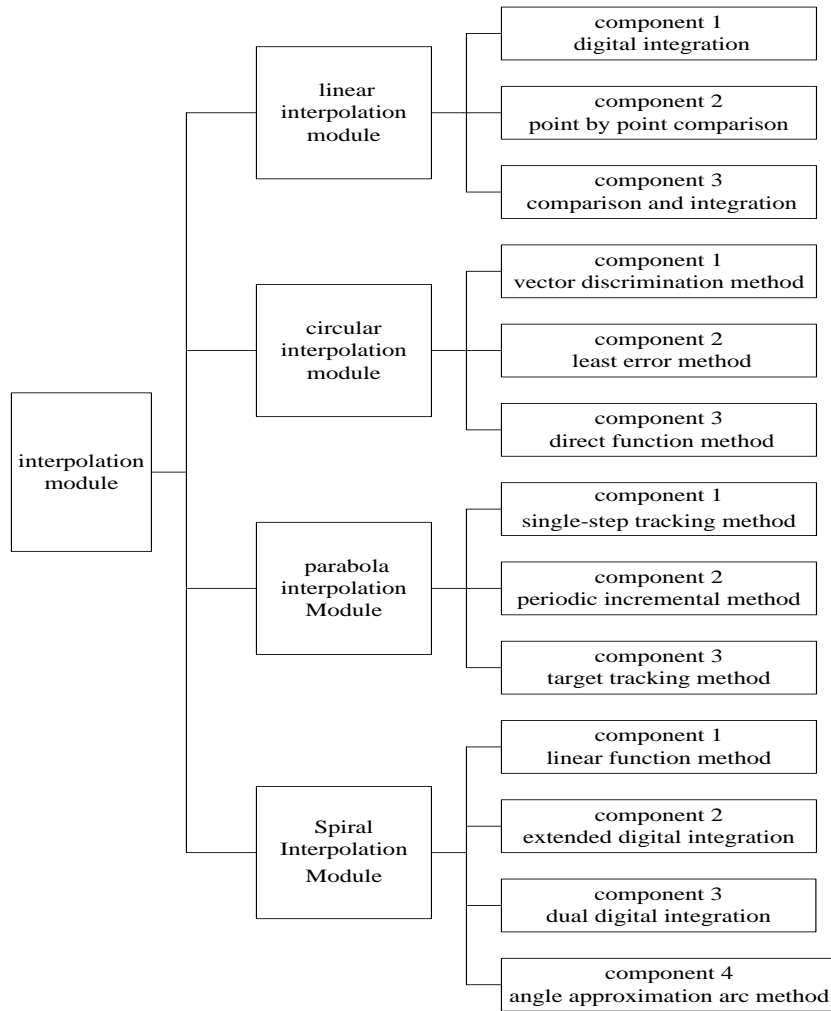 interpolation
module
linear
interpolation
module
component 1
digital integration
component 2
point by point comparison
component 3
comparison and integration
circular
interpolation
module
component 1
vector discrimination method
component 2
least error method
component 3
direct function method
parabola
interpolation
Module
component 1
single-step tracking method
component 2
periodic incremental method
component 3
target tracking method
Spiral
Interpolation
Module
component 1
linear function method
component 2
extended digital integration
component 3
dual digital integration
component 4
angle approximation arc method